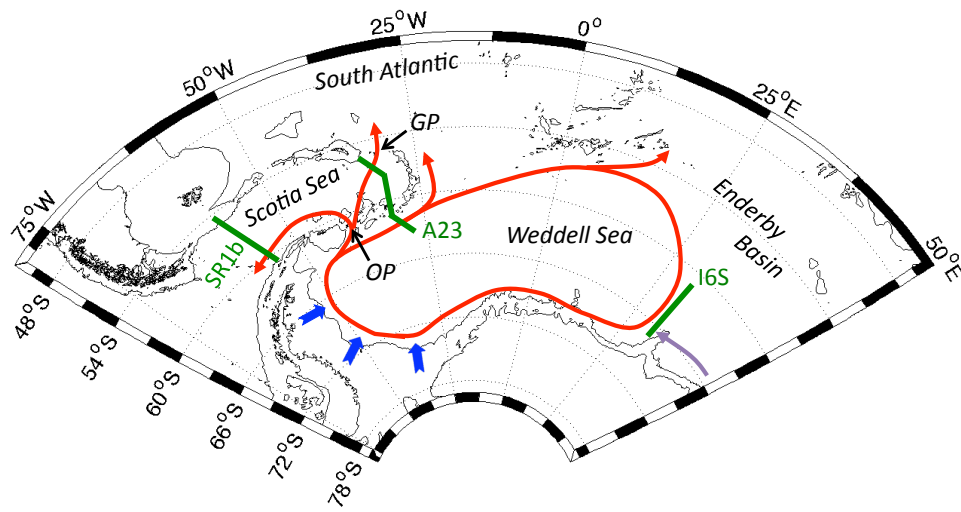 25°W
0°
50°W
South Atlantic
25°E
GP
75°W
Scotia Sea
Enderby
Basin
A23
Weddell Sea
50°E
SR1b
OP
I6S
48°S
54°S
60°S
66°S
72°S
78°S